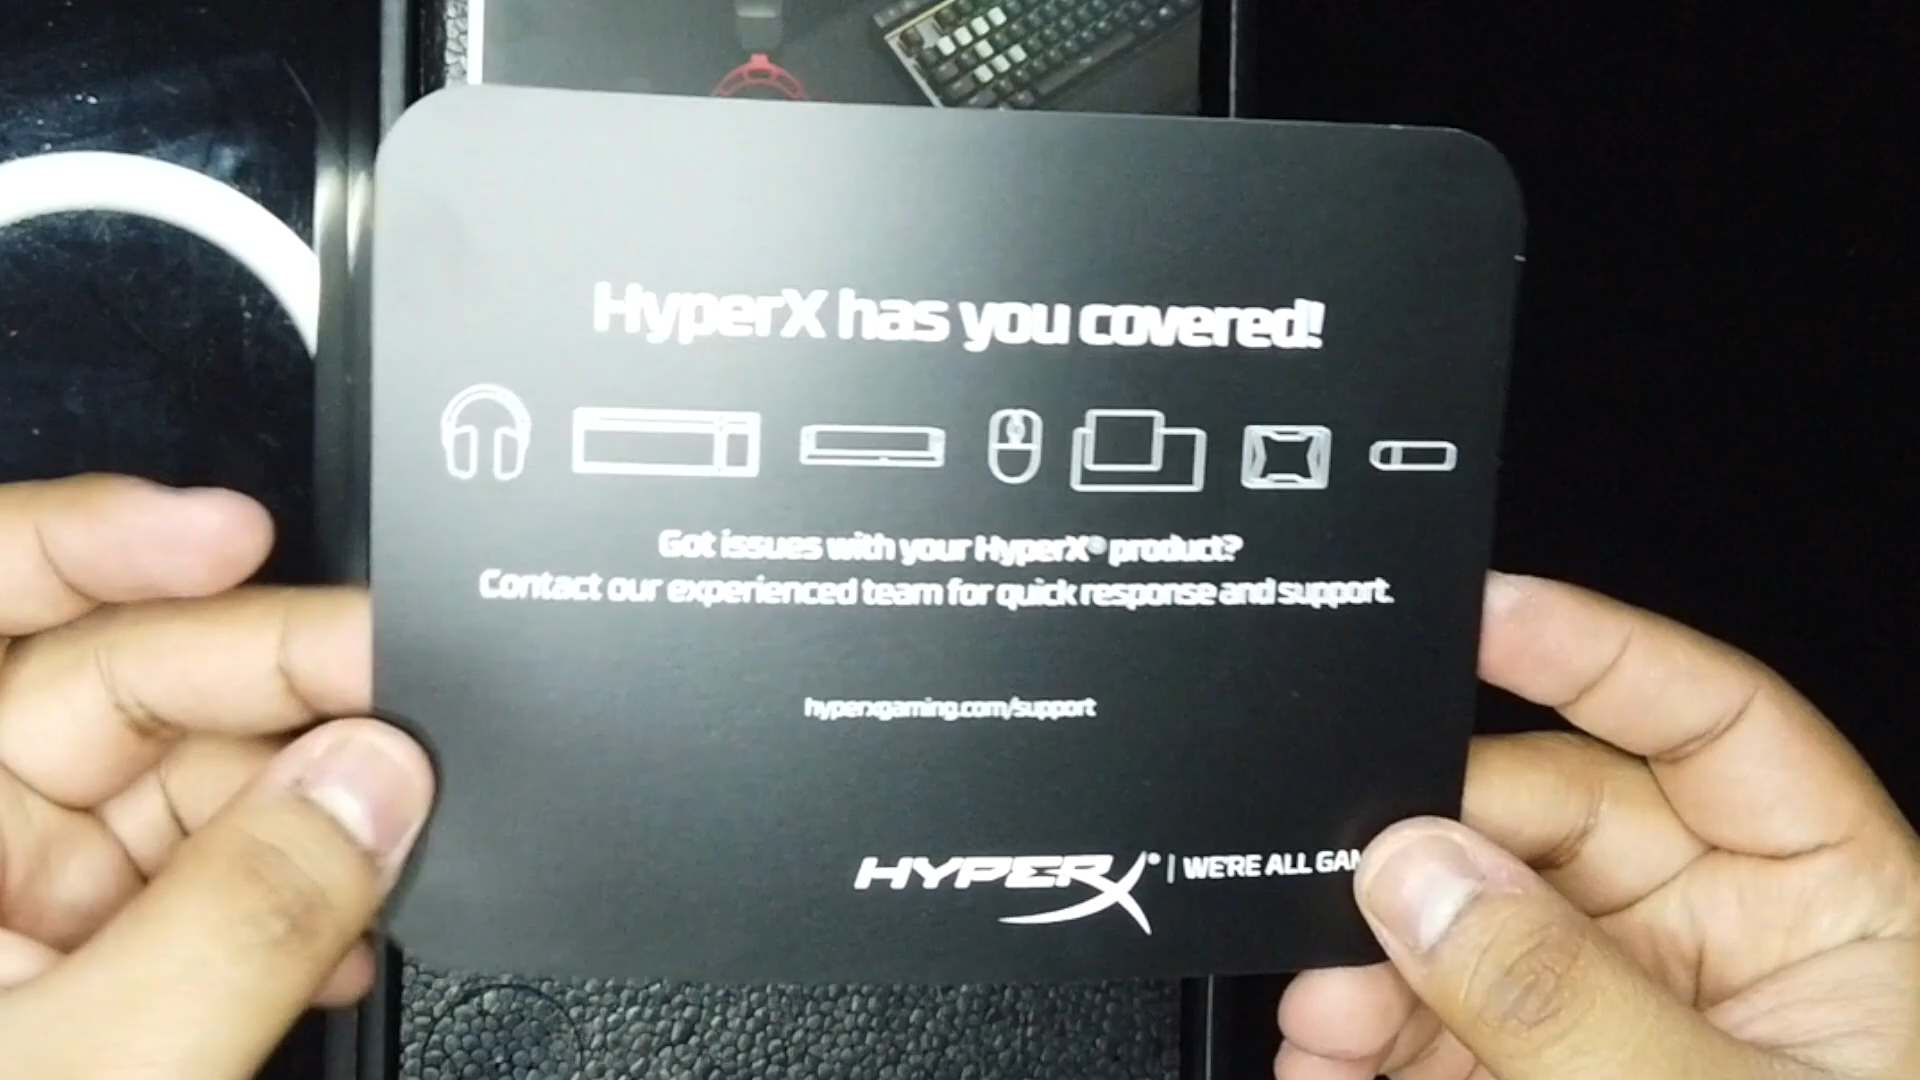 HyperX has you covered!
Got issues with your HyperX® product?
Contact our experienced team for quick response and support.
hyperxgaming.com/support
HYPERX® | WE'RE ALL